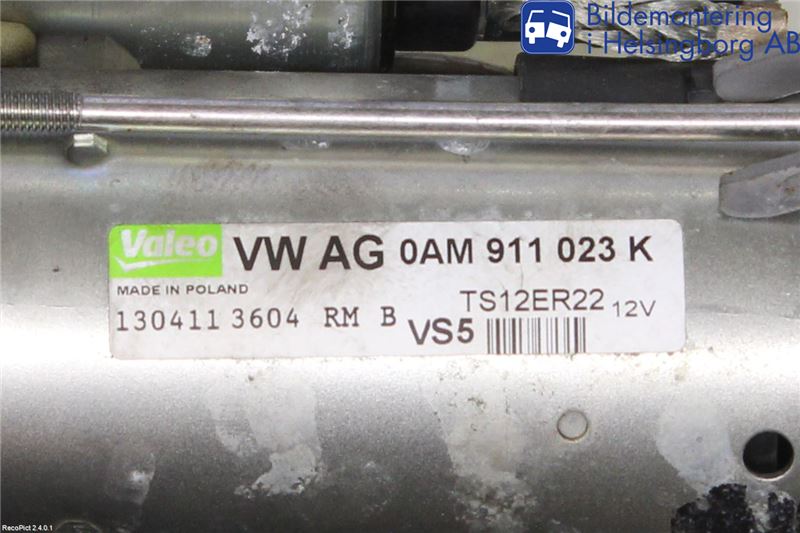 Bildemontering
i Helsingborg AB
Valeo VW AG 0AM 911 023 K
MADE IN POLAND
TS12ER22 12V
130411 3604 RM B VS5
RecoPict 2.4.0.1